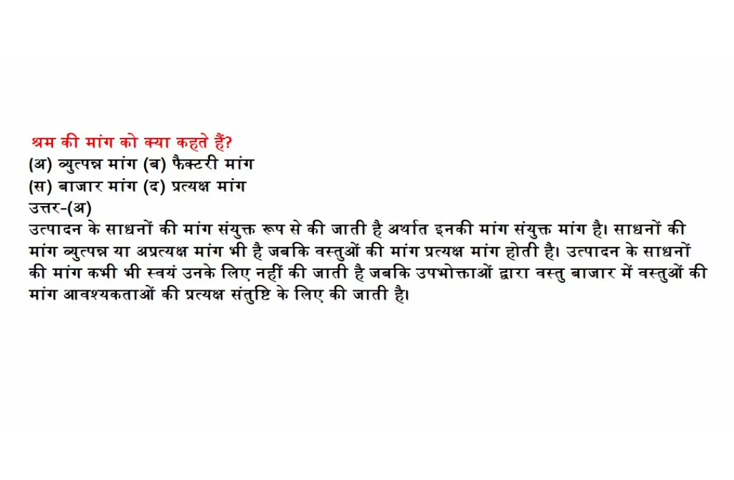 श्रम की मांग को क्या कहते हैं?
(अ) व्युत्पन्न मांग (ब) फैक्टरी मांग
(स) बाजार मांग (द) प्रत्यक्ष मांग
उत्तर-(अ)
उत्पादन के साधनों की मांग संयुक्त रूप से की जाती है अर्थात इनकी मांग संयुक्त मांग है। साधनों की
मांग व्युत्पन्न या अप्रत्यक्ष मांग भी है जबकि वस्तुओं की मांग प्रत्यक्ष मांग होती है। उत्पादन के साधनों
की मांग कभी भी स्वयं उनके लिए नहीं की जाती है जबकि उपभोक्ताओं द्वारा वस्तु बाजार में वस्तुओं की
मांग आवश्यकताओं की प्रत्यक्ष संतुष्टि के लिए की जाती है।